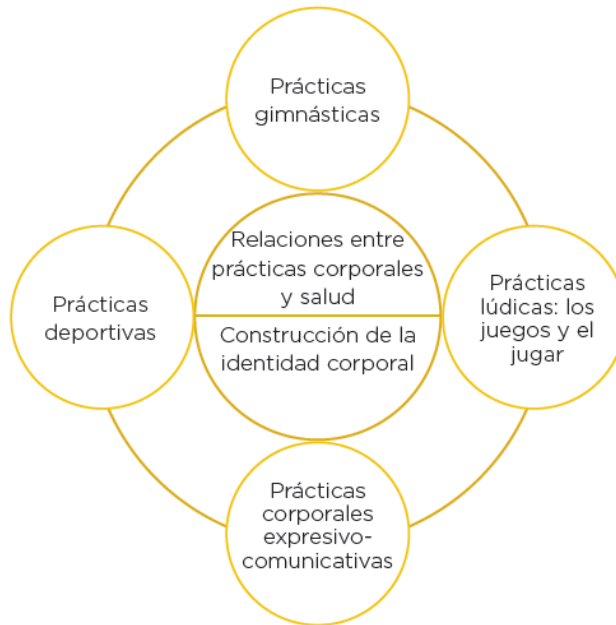 Prácticas
gimnásticas
Relaciones entre
prácticas corporales
y salud
Construcción de la
identidad corporal
Prácticas
deportivas
Prácticas
lúdicas: los
juegos y el
jugar
Prácticas
corporales
expresivo-
comunicativas